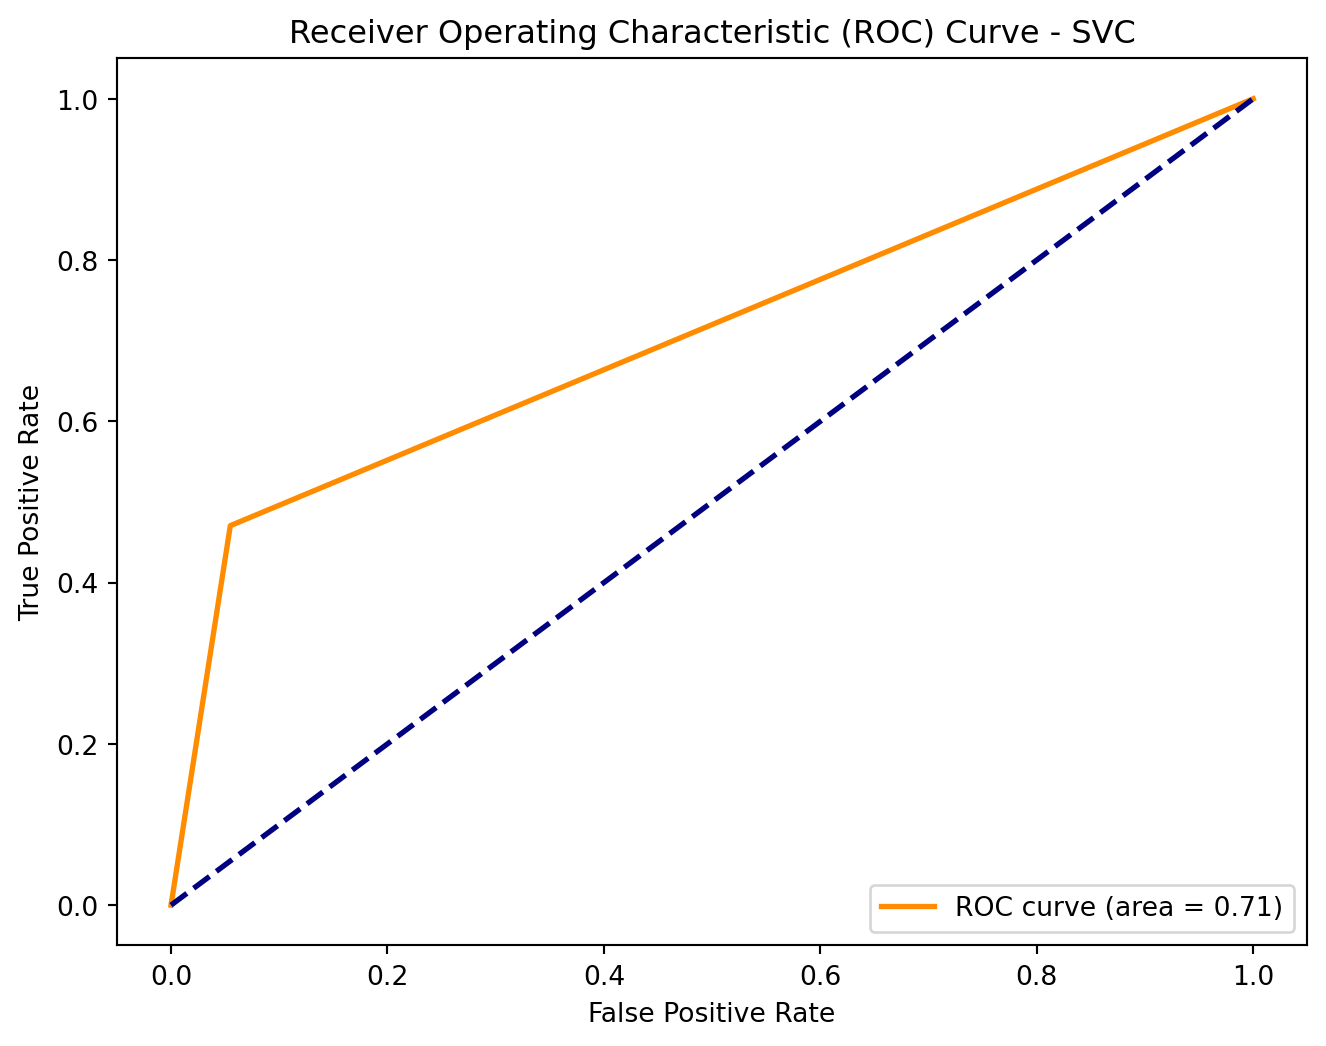 Receiver Operating Characteristic (ROC) Curve - SVC
1.0
0.8
0.6
0.4
0.2
0.0
True Positive Rate
ROC curve (area = 0.71)
0.0 0.2 0.4 0.6 0.8 1.0
False Positive Rate